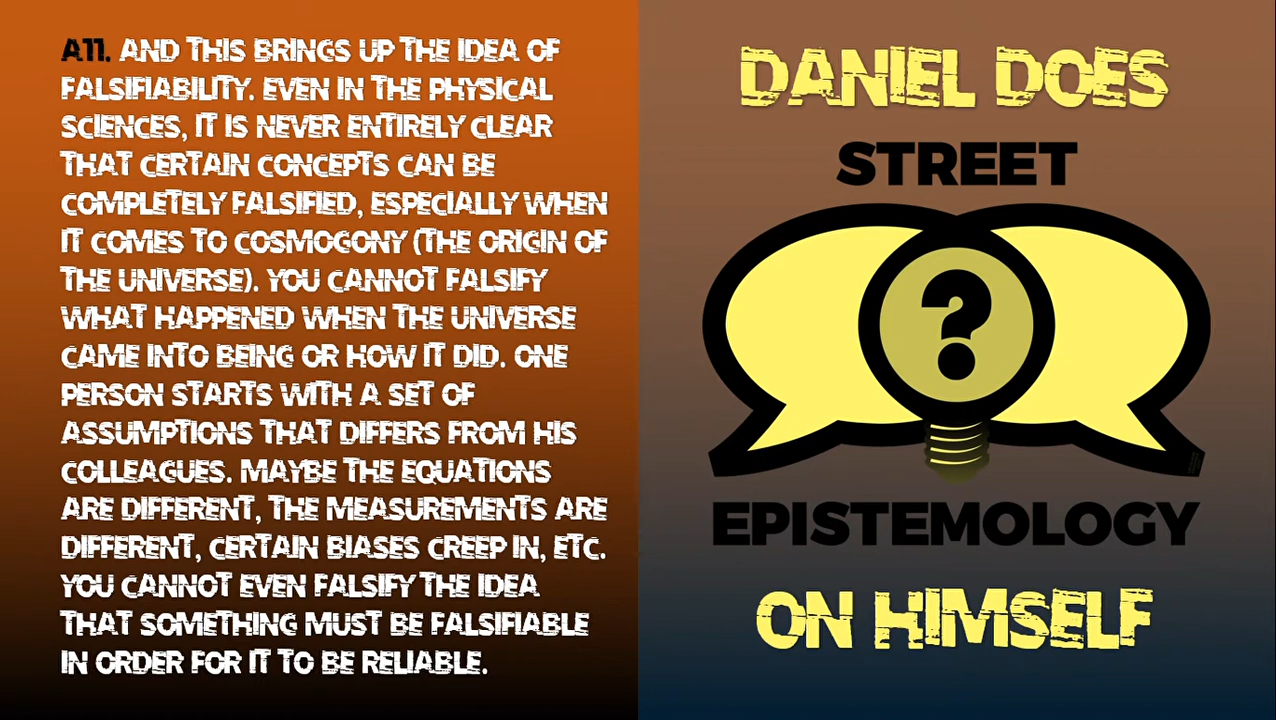 A11. AND THIS BRINGS UP THE IDEA OF
FALSIFIABILITY. EVEN IN THE PHYSICAL
SCIENCES, IT IS NEVER ENTIRELY CLEAR
THAT CERTAIN CONCEPTS CAN BE
COMPLETELY FALSIFIED, ESPECIALLY WHEN
IT COMES TO COSMOGONY (THE ORIGIN OF
THE UNIVERSE). YOU CANNOT FALSIFY
WHAT HAPPENED WHEN THE UNIVERSE
CAME INTO BEING OR HOW IT DID. ONE
PERSON STARTS WITH A SET OF
ASSUMPTIONS THAT DIFFERS FROM HIS
COLLEAGUES. MAYBE THE EQUATIONS
ARE DIFFERENT, THE MEASUREMENTS ARE
DIFFERENT, CERTAIN BIASES CREEP IN, ETC.
YOU CANNOT EVEN FALSIFY THE IDEA
THAT SOMETHING MUST BE FALSIFIABLE
IN ORDER FOR IT TO BE RELIABLE.
DANIEL DOES
STREET
?
EPISTEMOLOGY
ON HIMSELF